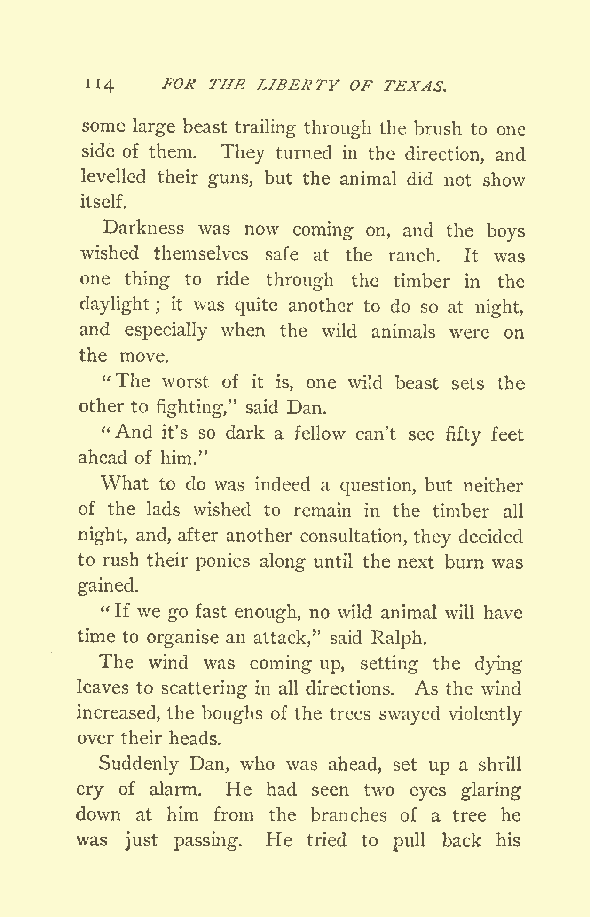 114 FOR THE LIBERTY OF TEXAS.
some large beast trailing through the brush to one
side of them. They turned in the direction, and
levelled their guns, but the animal did not show
itself.
Darkness was now coming on, and the boys
wished themselves safe at the ranch. It was
one thing to ride through the timber in the
daylight; it was quite another to do so at night,
and especially when the wild animals were on
the move.
"The worst of it is, one wild beast sets the
other to fighting," said Dan.
"And it's so dark a fellow can't see fifty feet
ahead of him."
What to do was indeed a question, but neither
of the lads wished to remain in the timber all
night, and, after another consultation, they decided
to rush their ponies along until the next burn was
gained.
"If we go fast enough, no wild animal will have
time to organise an attack," said Ralph.
The wind was coming up, setting the dying
leaves to scattering in all directions. As the wind
increased, the boughs of the trees swayed violently
over their heads.
Suddenly Dan, who was ahead, set up a shrill
cry of alarm. He had seen two eyes glaring
down at him from the branches of a tree he
was just passing. He tried to pull back his